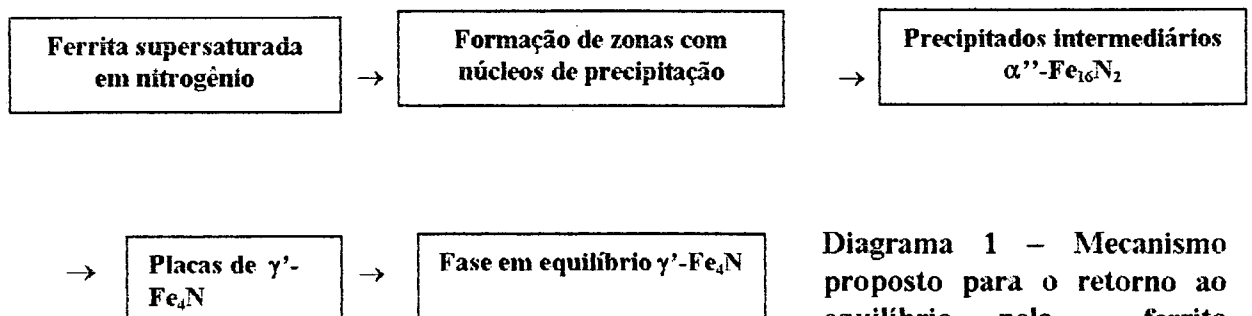 Ferrita supersaturada
em nitrogênio
→
Formação de zonas com
núcleos de precipitação
→
Precipitados intermediários
α’’-Fe₁₆N₂
→
Placas de γ’-
Fe₄N
→
Fase em equilíbrio γ’-Fe₄N
Diagrama 1 – Mecanismo
proposto para o retorno ao
equilíbrio pela ferrita